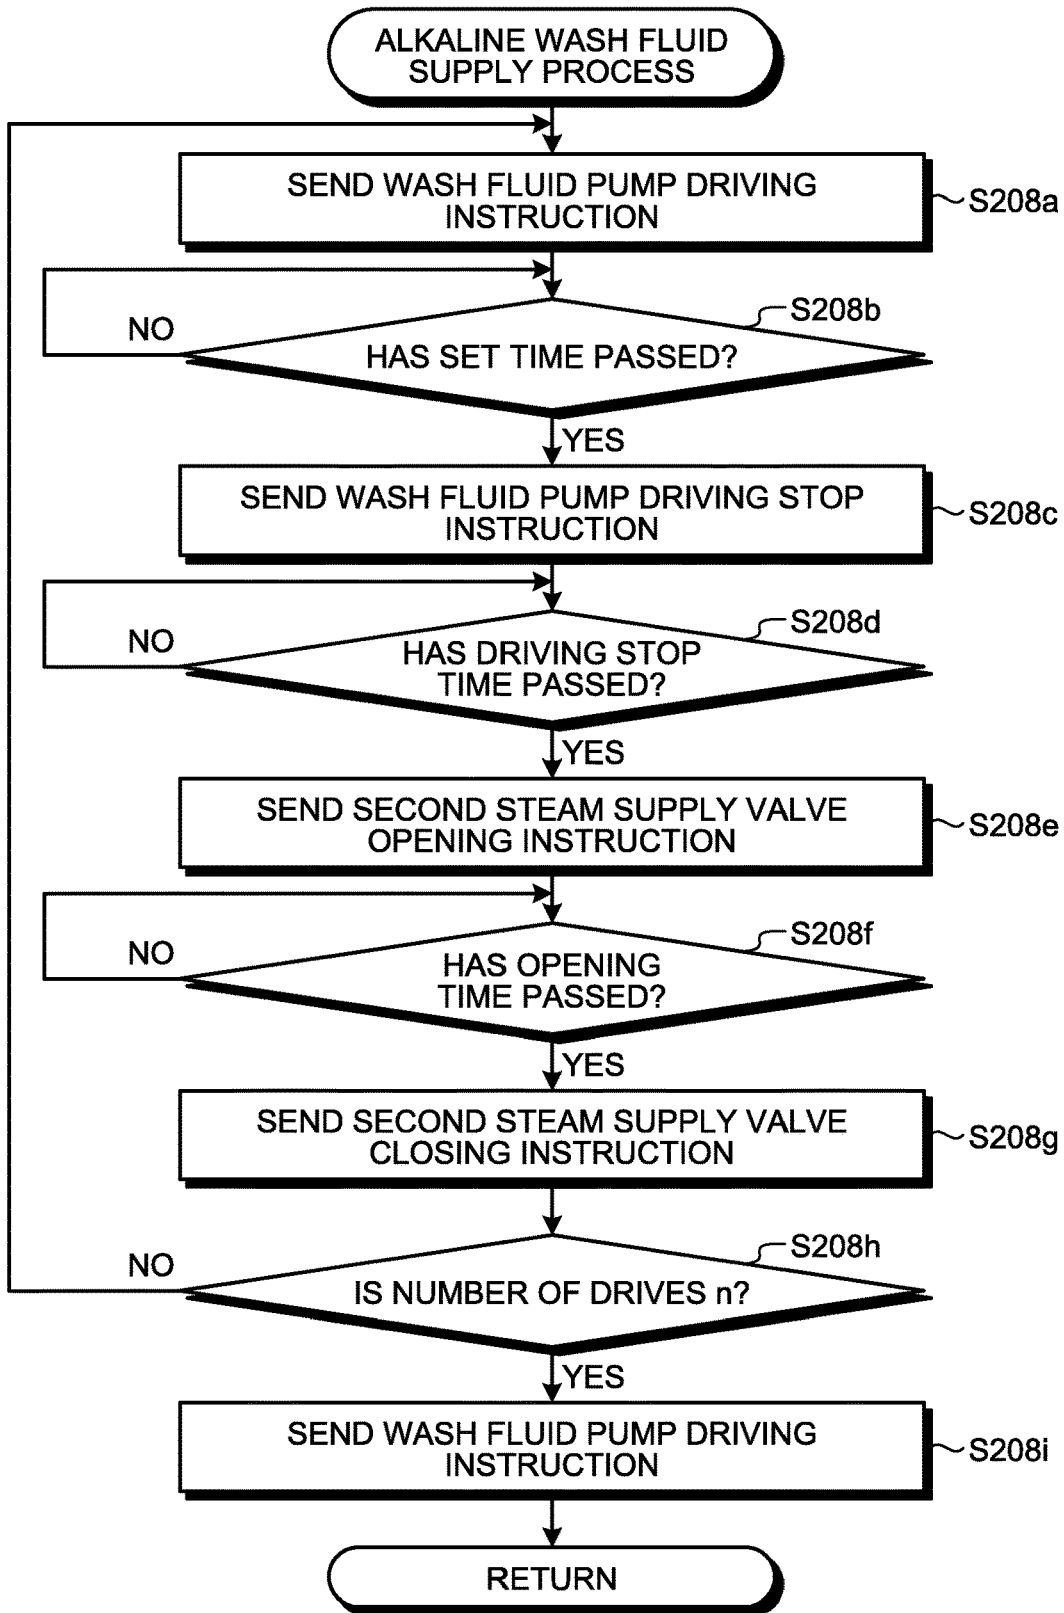 ALKALINE WASH FLUID
SUPPLY PROCESS
SEND WASH FLUID PUMP DRIVING
INSTRUCTION
S208a
S208b
NO
HAS SET TIME PASSED?
YES
SEND WASH FLUID PUMP DRIVING STOP
INSTRUCTION
S208c
S208d
NO
HAS DRIVING STOP
TIME PASSED?
YES
SEND SECOND STEAM SUPPLY VALVE
OPENING INSTRUCTION
S208e
S208f
NO
HAS OPENING
TIME PASSED?
YES
SEND SECOND STEAM SUPPLY VALVE
CLOSING INSTRUCTION
S208g
S208h
NO
IS NUMBER OF DRIVES n?
YES
SEND WASH FLUID PUMP DRIVING
INSTRUCTION
S208i
RETURN